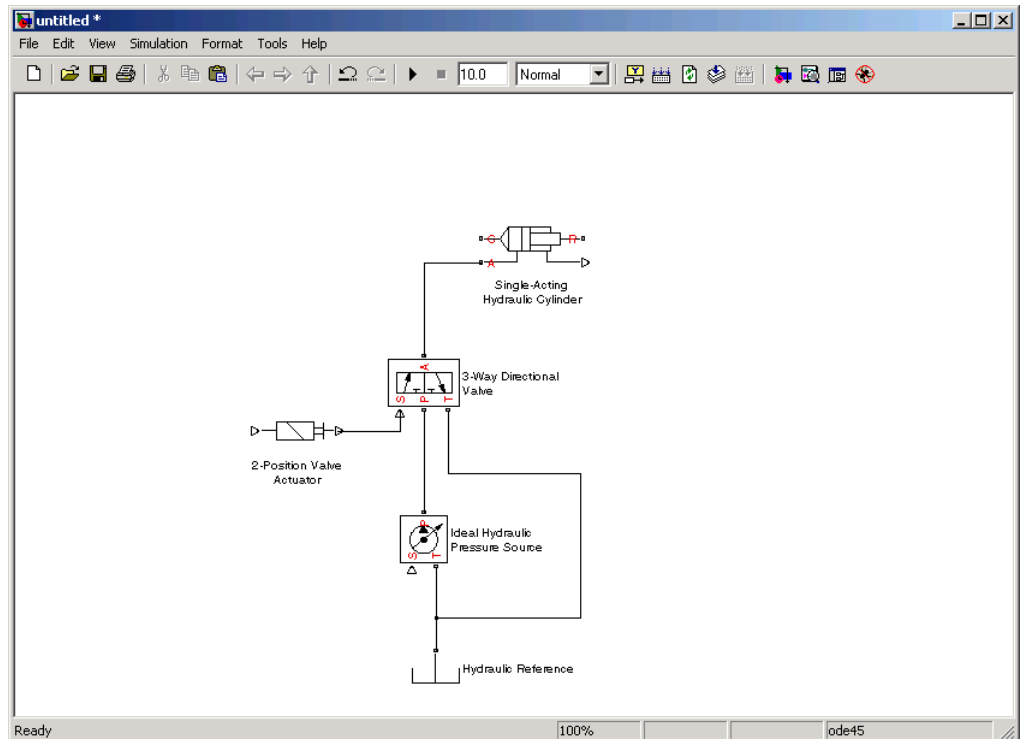 untitled *
File Edit View Simulation Format Tools Help
10.0 Normal
C R
A
Single-Acting
Hydraulic Cylinder
A
3-Way Directional
Valve
S P T
2-Position Valve
Actuator
P
Ideal Hydraulic
Pressure Source
S T
Hydraulic Reference
Ready 100% ode45